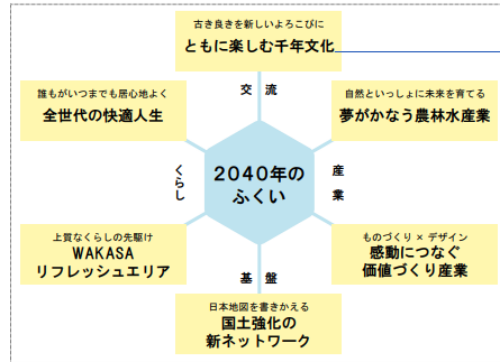 古き良きを新しいよろこびに
ともに楽しむ千年文化
誰もがいつまでも居心地よく
全世代の快適人生
交流
自然といっしょに未来を育てる
夢がかなう農林水産業
くらし
2040年の
ふくい
産業
上質なくらしの先駆け
WAKASA
リフレッシュエリア
ものづくり × デザイン
感動につなぐ
価値づくり産業
基盤
日本地図を書きかえる
国土強化の
新ネットワーク